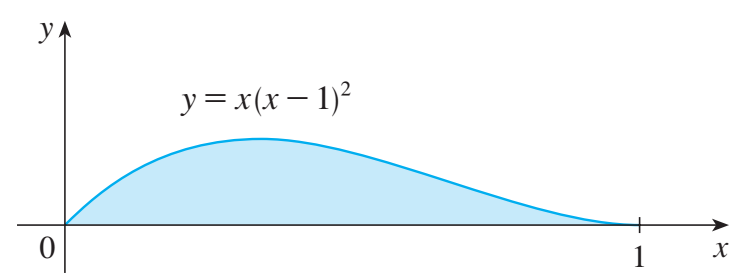 y
y = x(x − 1)²
0
1
x